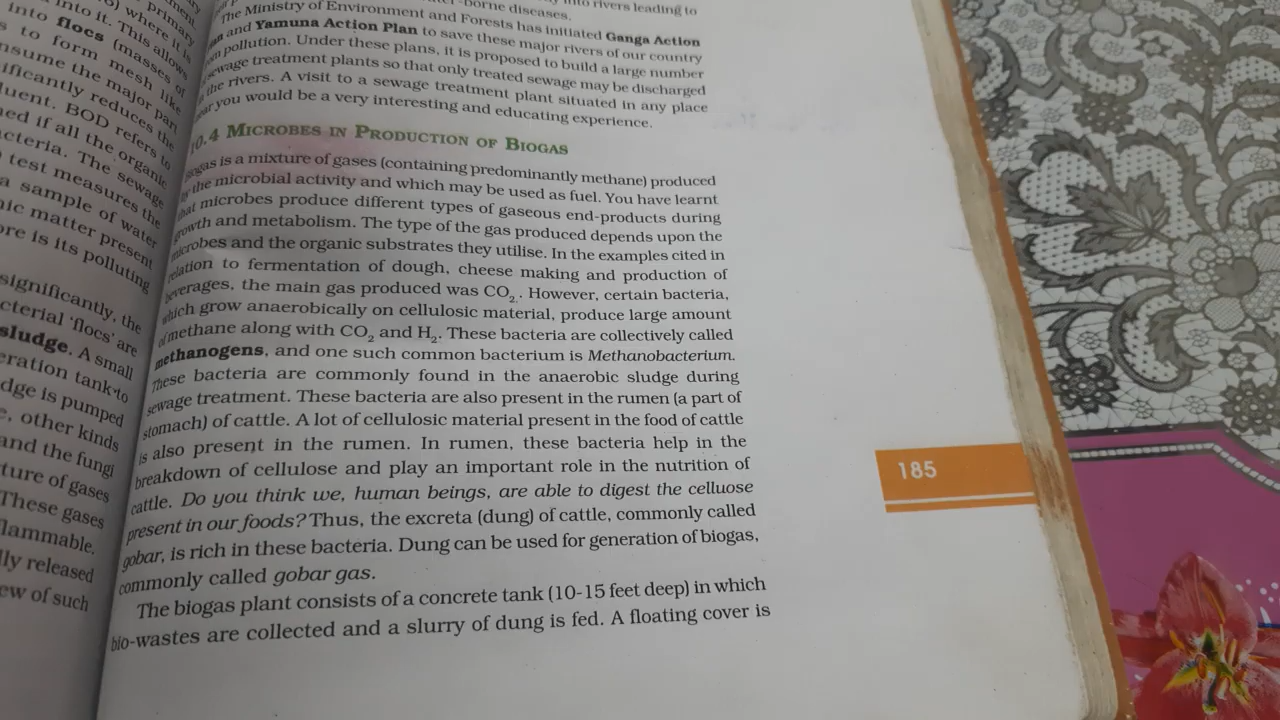 primary
where it is
into it. This allows
into flocs (masses of
to form mesh like
nsume the major part
ificantly reduces the
luent. BOD refers to
ned if all the organic
acteria. The sewage
test measures the
a sample of water
nic matter present
ore is its polluting
significantly, the
cterial 'flocs' are
sludge. A small
eration tank to
dge is pumped
e, other kinds
and the fungi
ture of gases
These gases
flammable,
lly released
ew of such
into rivers leading to
-borne diseases.
The Ministry of Environment and Forests has initiated Ganga Action
an and Yamuna Action Plan to save these major rivers of our country
om pollution. Under these plans, it is proposed to build a large number
sewage treatment plants so that only treated sewage may be discharged
the rivers. A visit to a sewage treatment plant situated in any place
ear you would be a very interesting and educating experience.
10.4 MICROBES IN PRODUCTION OF BIOGAS
Biogas is a mixture of gases (containing predominantly methane) produced
by the microbial activity and which may be used as fuel. You have learnt
that microbes produce different types of gaseous end-products during
growth and metabolism. The type of the gas produced depends upon the
microbes and the organic substrates they utilise. In the examples cited in
relation to fermentation of dough, cheese making and production of
beverages, the main gas produced was CO₂. However, certain bacteria,
which grow anaerobically on cellulosic material, produce large amount
of methane along with CO₂ and H₂. These bacteria are collectively called
methanogens, and one such common bacterium is Methanobacterium.
These bacteria are commonly found in the anaerobic sludge during
sewage treatment. These bacteria are also present in the rumen (a part of
stomach) of cattle. A lot of cellulosic material present in the food of cattle
is also present in the rumen. In rumen, these bacteria help in the
breakdown of cellulose and play an important role in the nutrition of
cattle. Do you think we, human beings, are able to digest the celluose
present in our foods? Thus, the excreta (dung) of cattle, commonly called
gobar, is rich in these bacteria. Dung can be used for generation of biogas,
commonly called gobar gas.
The biogas plant consists of a concrete tank (10-15 feet deep) in which
bio-wastes are collected and a slurry of dung is fed. A floating cover is
185